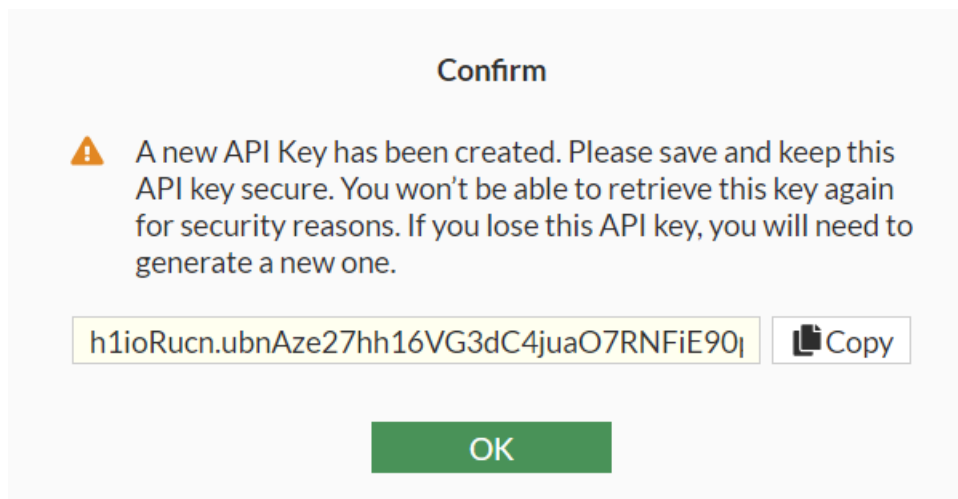 Confirm
A new API Key has been created. Please save and keep this
API key secure. You won't be able to retrieve this key again
for security reasons. If you lose this API key, you will need to
generate a new one.
h1ioRucn.ubnAze27hh16VG3dC4juaO7RNFiE90
Copy
OK